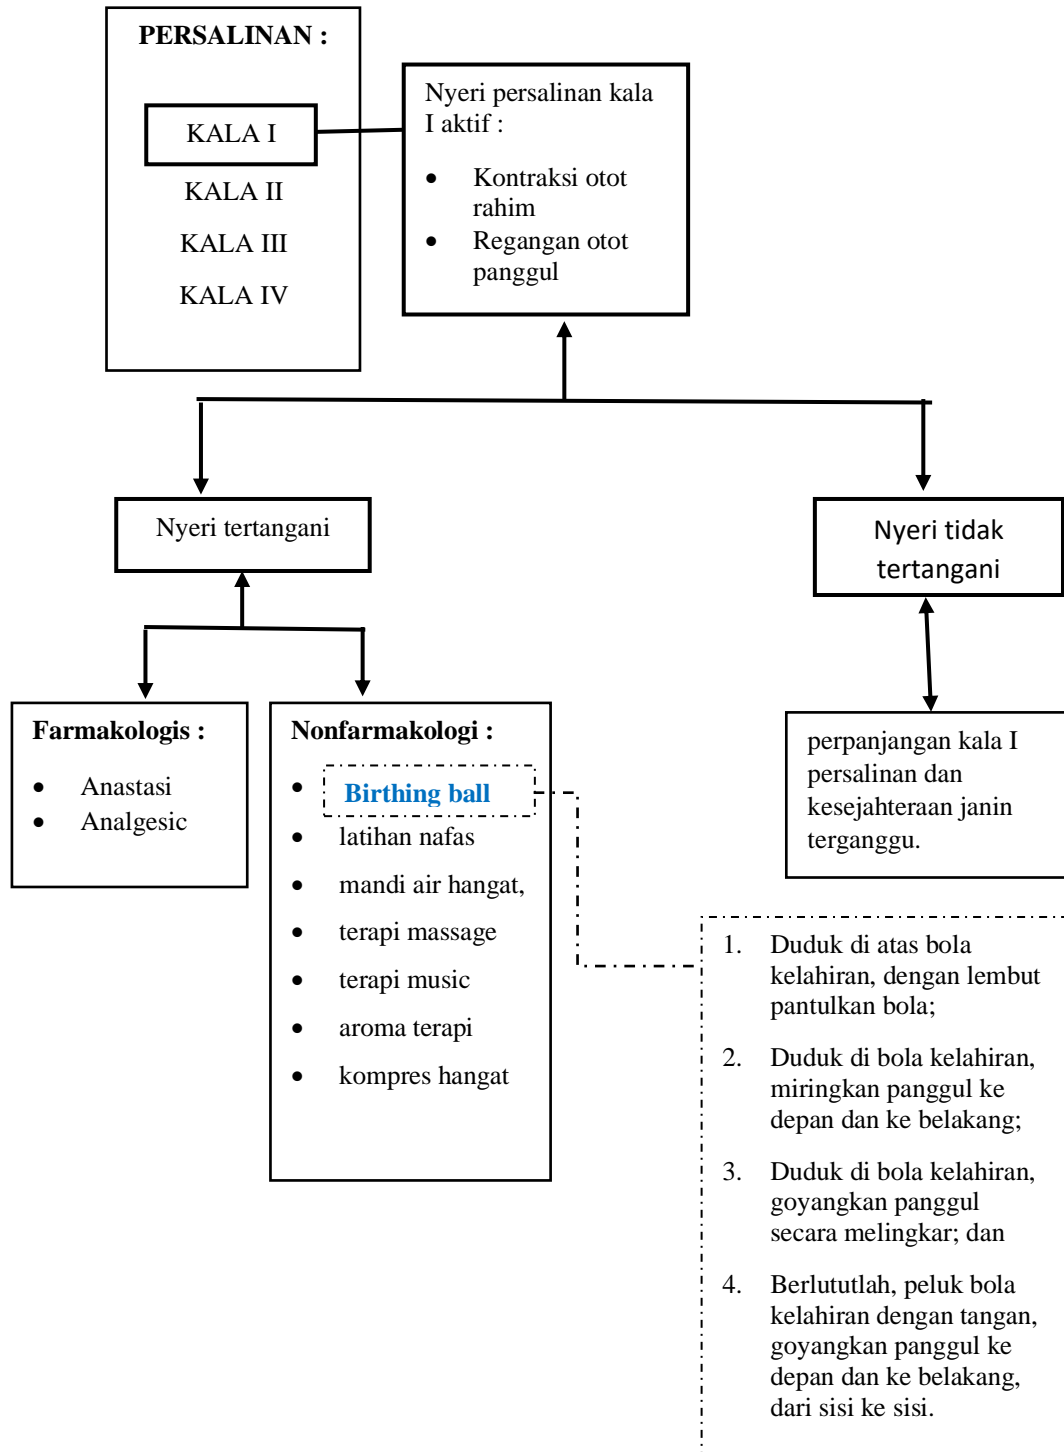 PERSALINAN :
KALA I
KALA II
KALA III
KALA IV
Nyeri persalinan kala
I aktif :
• Kontraksi otot
rahim
• Regangan otot
panggul
Nyeri tertangani
Nyeri tidak
tertangani
Farmakologis :
• Anastasi
• Analgesic
Nonfarmakologi :
• Birthing ball
• latihan nafas
• mandi air hangat,
• terapi massage
• terapi music
• aroma terapi
• kompres hangat
perpanjangan kala I
persalinan dan
kesejahteraan janin
terganggu.
1. Duduk di atas bola
kelahiran, dengan lembut
pantulkan bola;
2. Duduk di bola kelahiran,
miringkan panggul ke
depan dan ke belakang;
3. Duduk di bola kelahiran,
goyangkan panggul
secara melingkar; dan
4. Berlututlah, peluk bola
kelahiran dengan tangan,
goyangkan panggul ke
depan dan ke belakang,
dari sisi ke sisi.